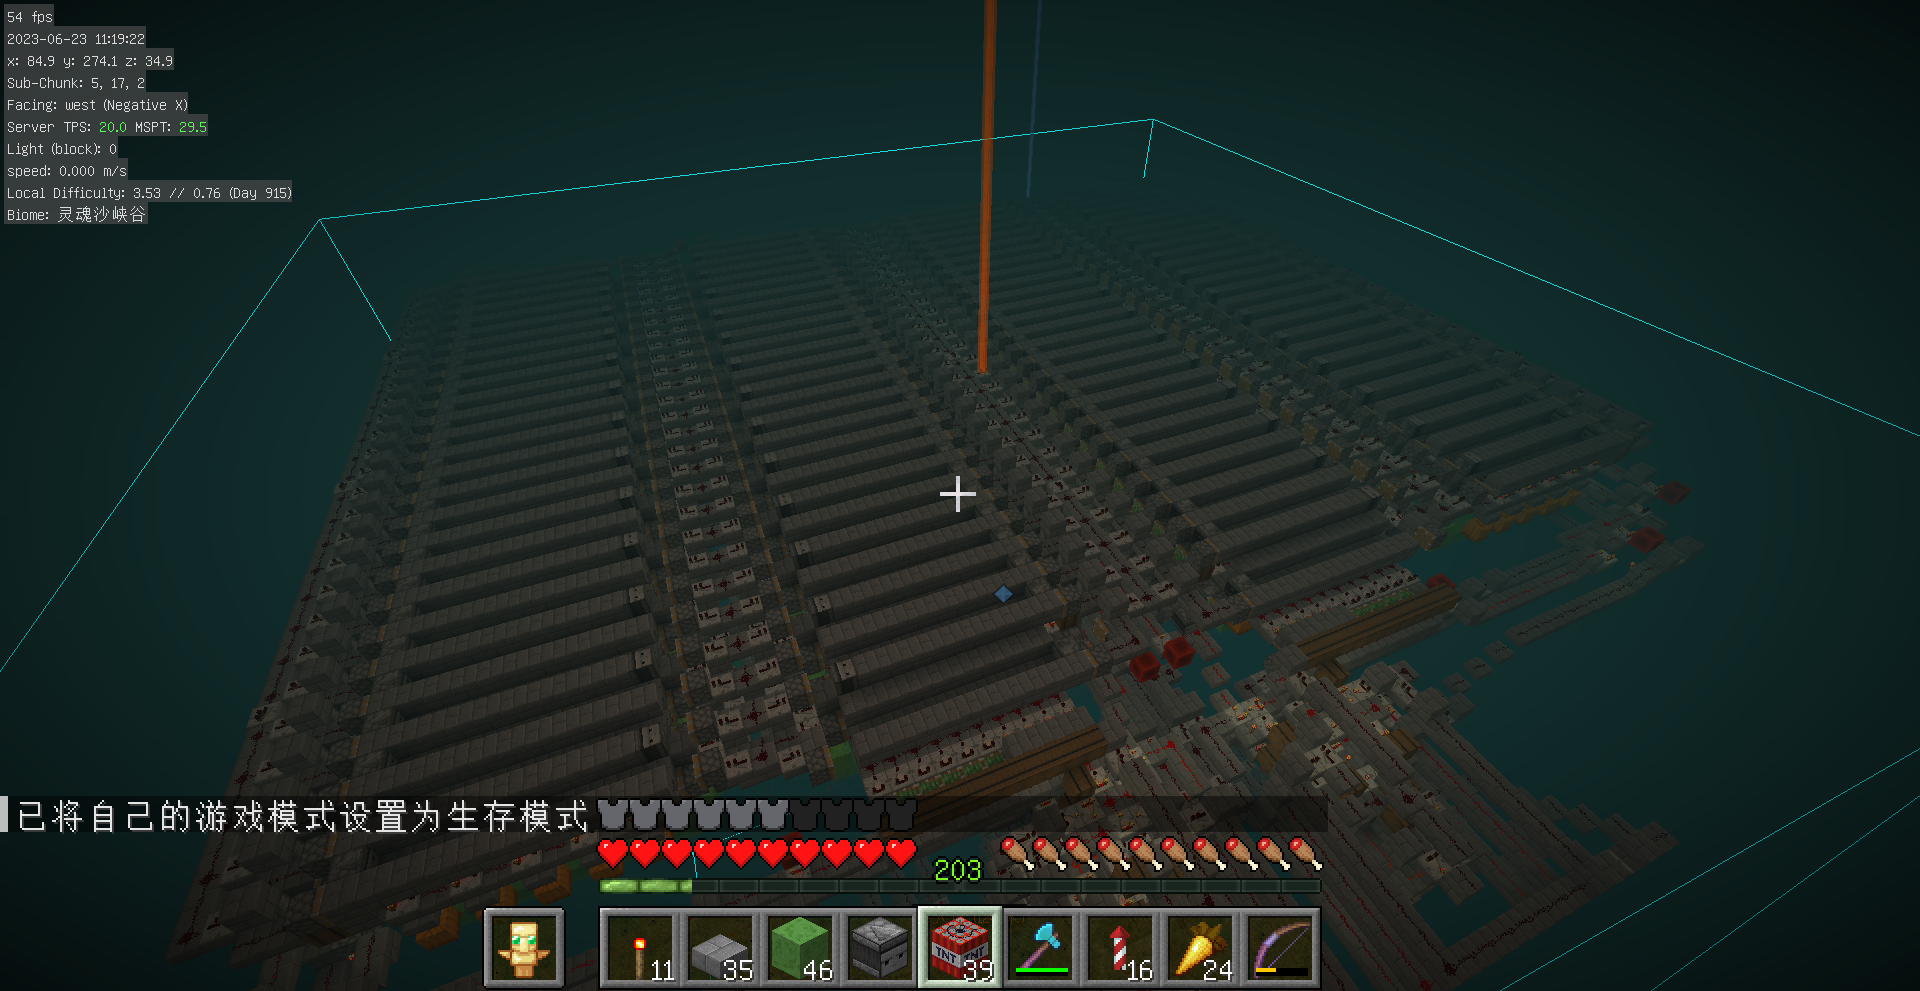 54 fps
2023-06-23 11:19:22
x: 84.9 y: 274.1 z: 34.9
Sub-Chunk: 5, 17, 2
Facing: west (Negative X)
Server TPS: 20.0 MSPT: 29.5
Light (block): 0
speed: 0.000 m/s
Local Difficulty: 3.53 // 0.76 (Day 915)
Biome: 灵魂沙峡谷
已将自己的游戏模式设置为生存模式
203
11 35 46 39 16 24
TNT TNT